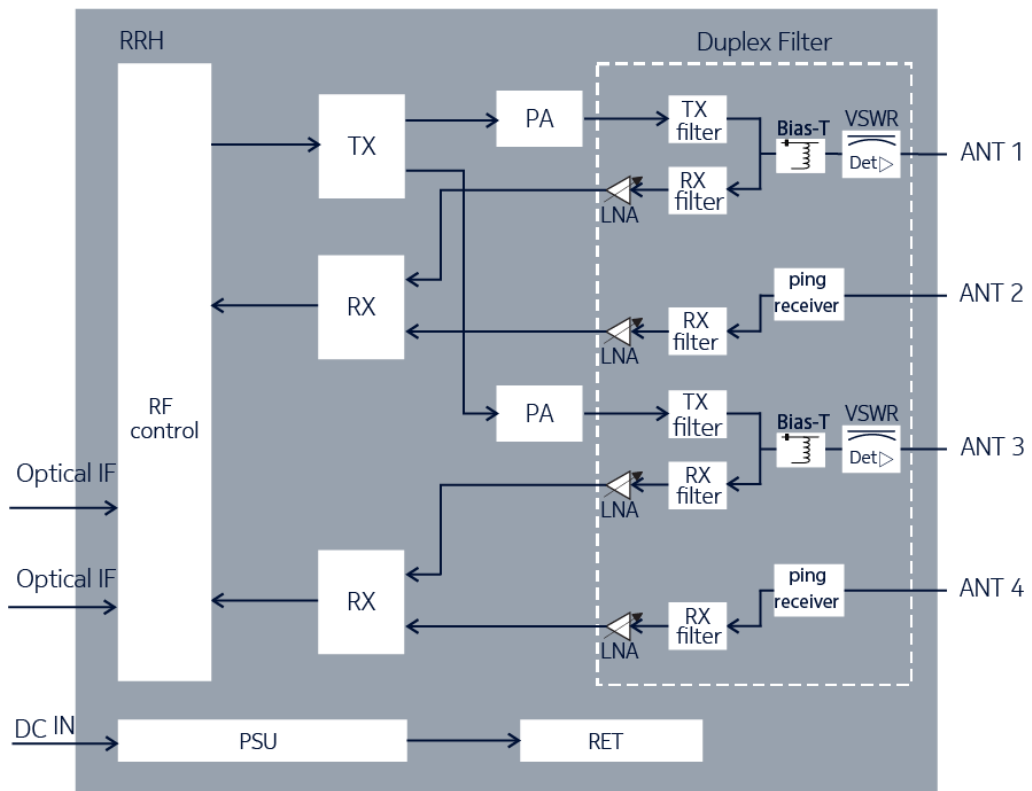 RRH
Duplex Filter
TX
PA
TX
filter
Bias-T
VSWR
Det
ANT 1
RX
filter
LNA
RX
ping
receiver
ANT 2
RX
filter
LNA
PA
TX
filter
Bias-T
VSWR
Det
ANT 3
RF
control
Optical IF
RX
filter
LNA
Optical IF
RX
ping
receiver
ANT 4
RX
filter
LNA
DC IN
PSU
RET